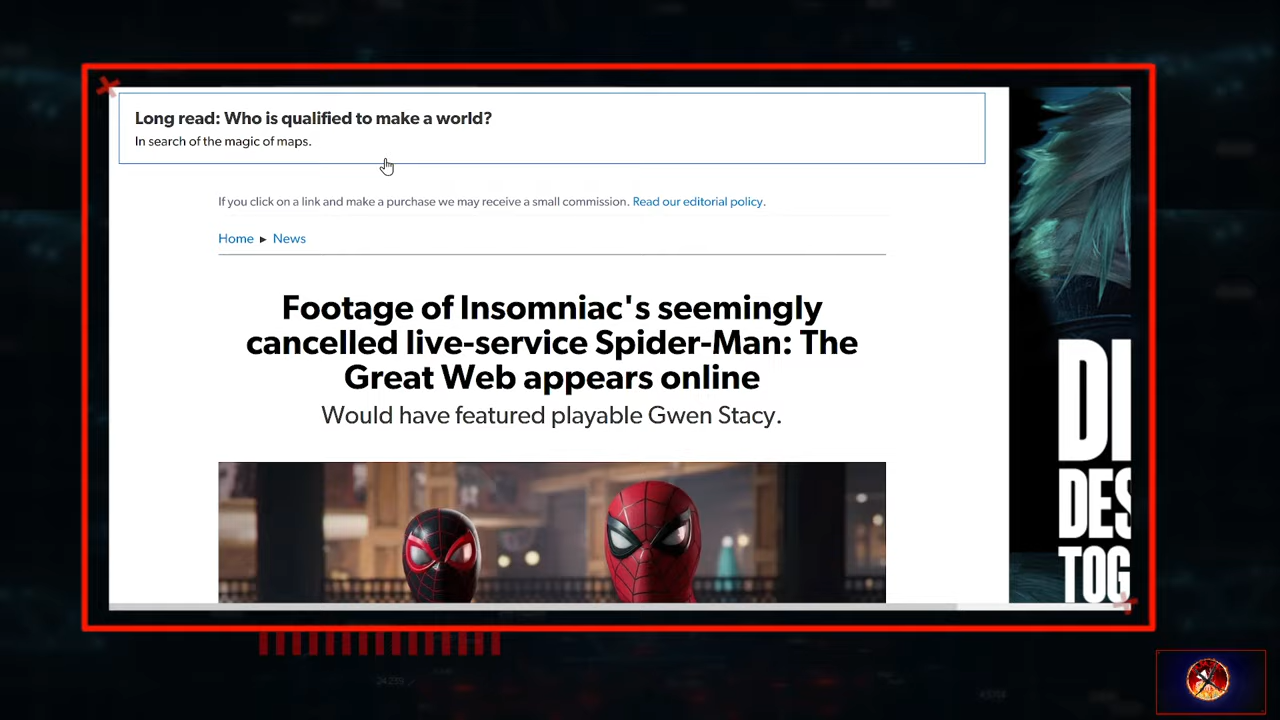 Long read: Who is qualified to make a world?
In search of the magic of maps.
If you click on a link and make a purchase we may receive a small commission. Read our editorial policy.
Home ▸ News
Footage of Insomniac's seemingly
cancelled live-service Spider-Man: The
Great Web appears online
Would have featured playable Gwen Stacy.
DI
DES
TOG